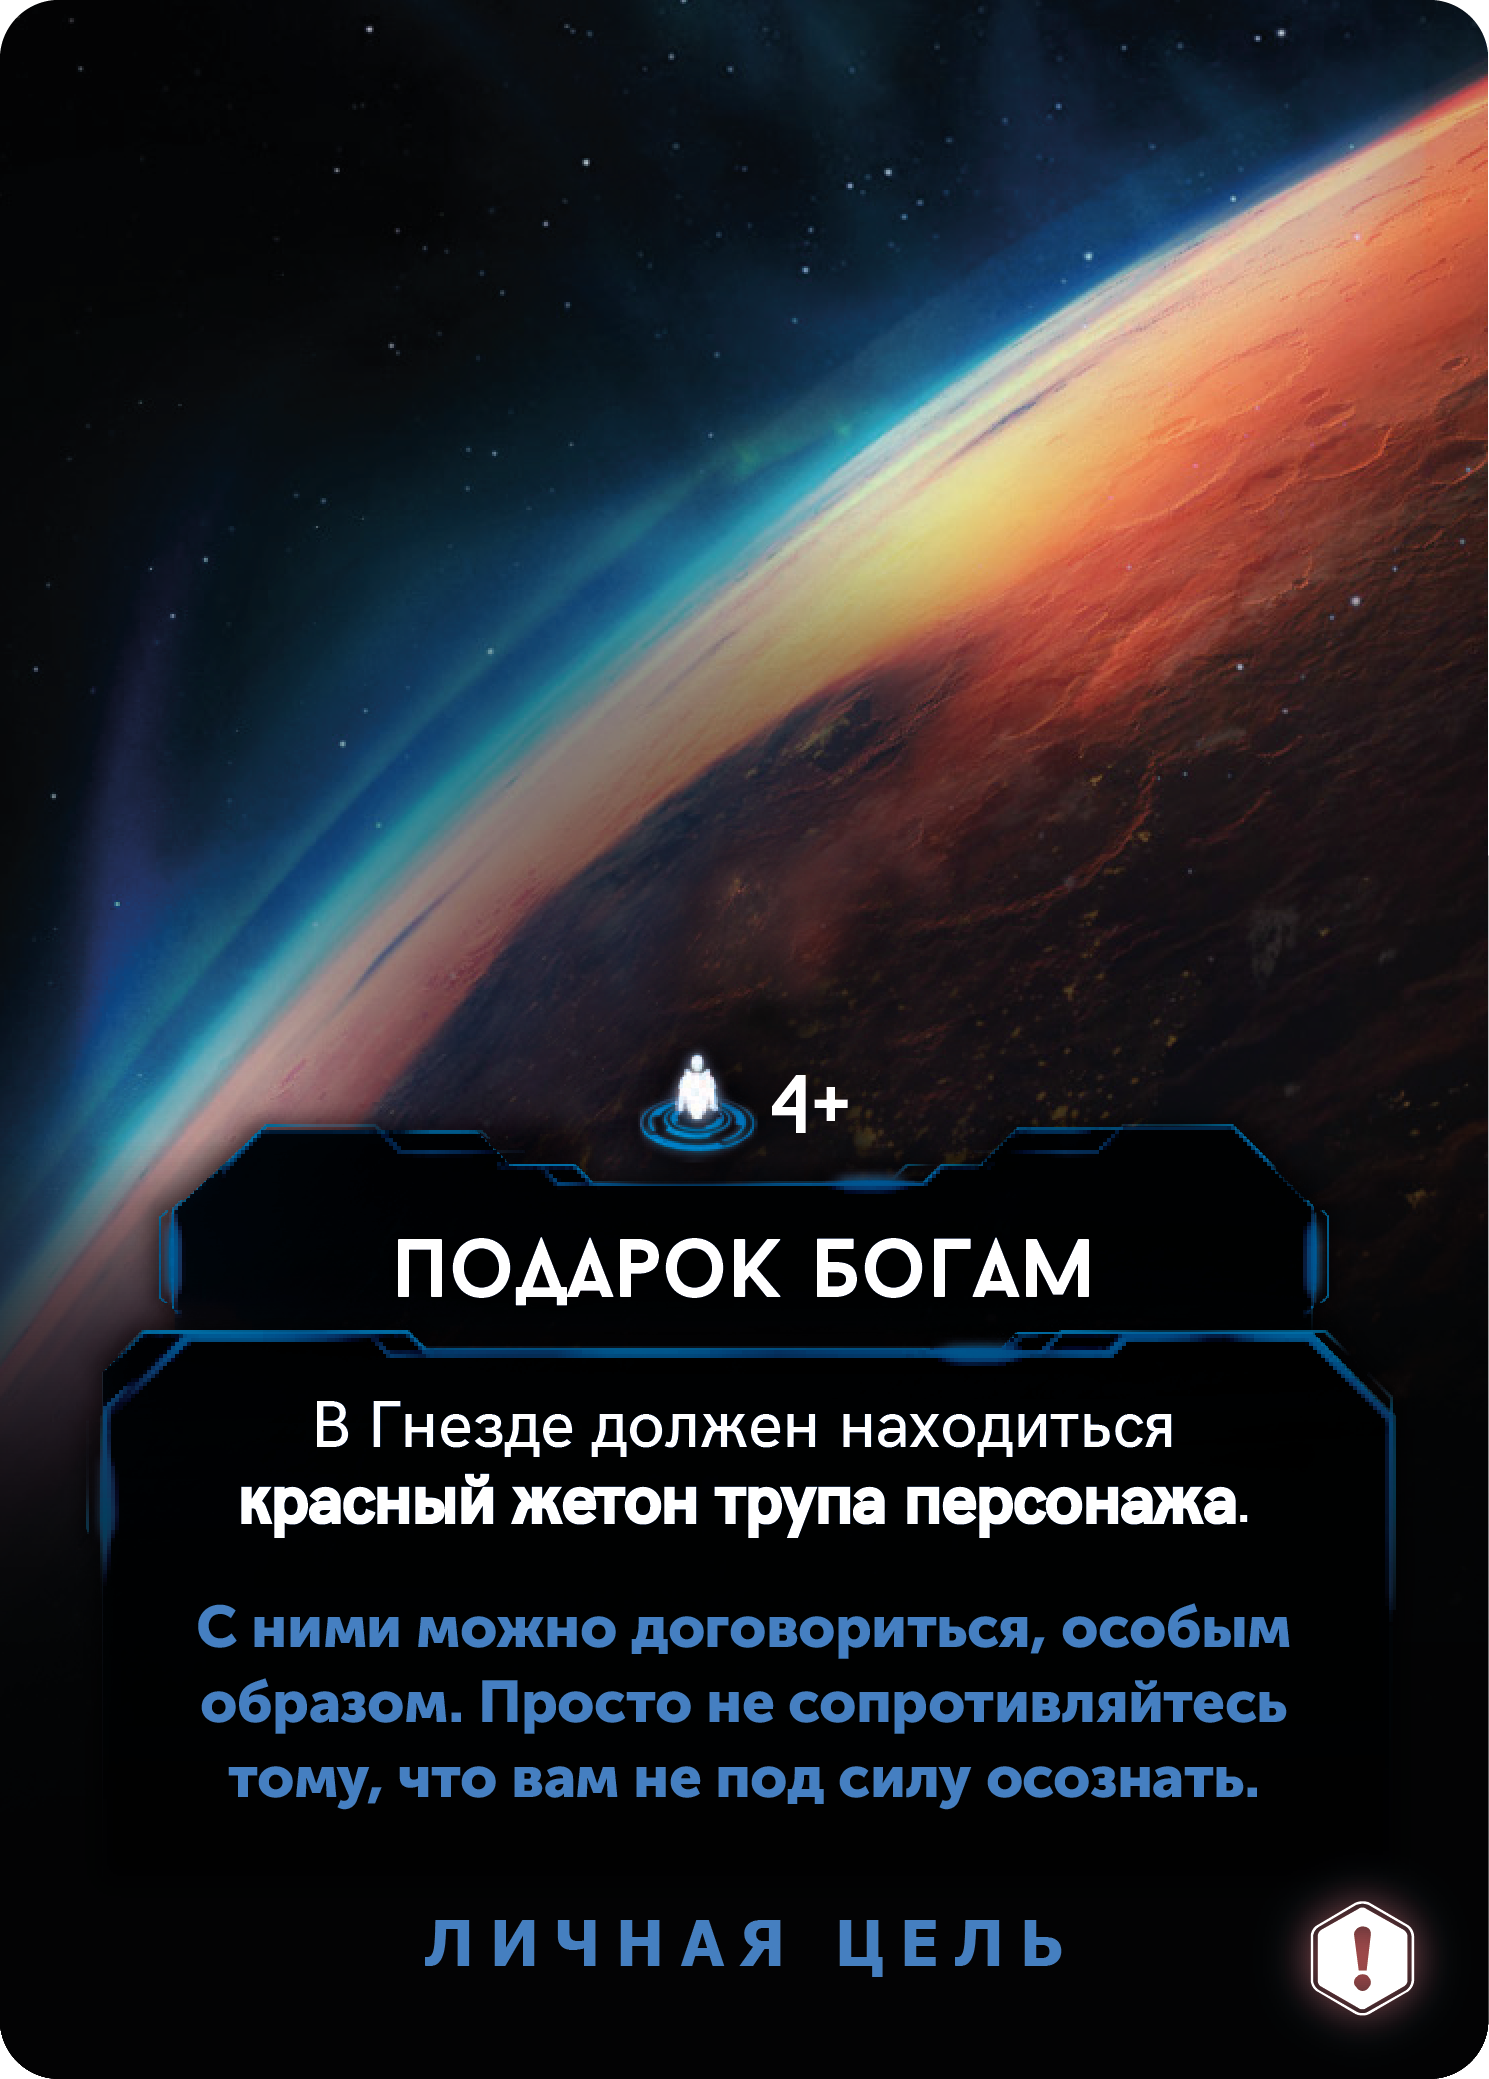 4+
ПОДАРОК БОГАМ
В Гнезде должен находиться
красный жетон трупа персонажа.
С ними можно договориться, особым
образом. Просто не сопротивляйтесь
тому, что вам не под силу осознать.
ЛИЧНАЯ ЦЕЛЬ
!